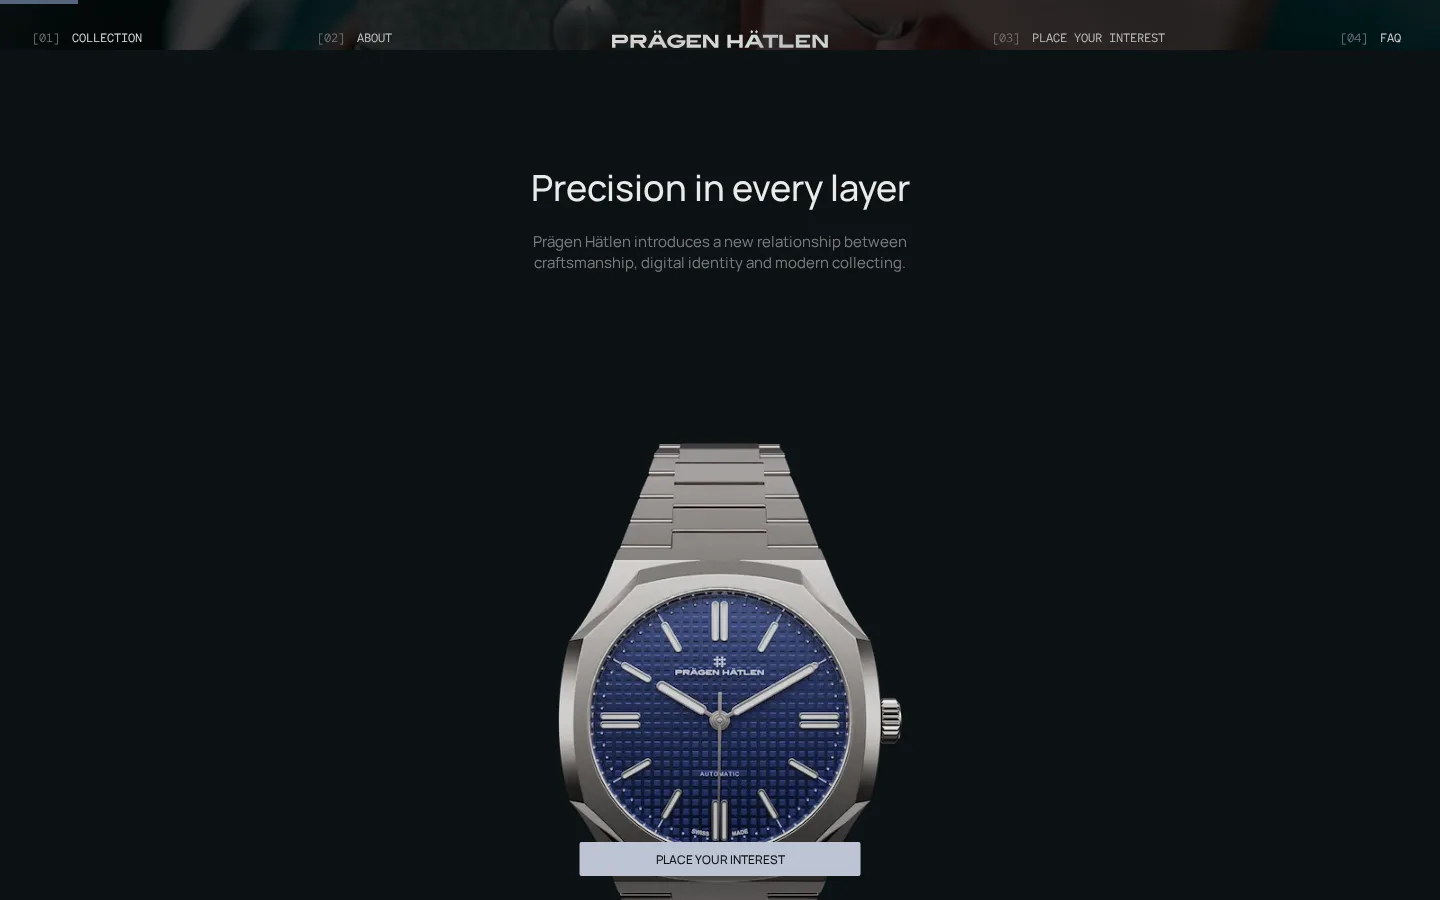 [01] COLLECTION
[02] ABOUT
PRÄGEN HÄTLEN
[03] PLACE YOUR INTEREST
[04] FAQ
Precision in every layer
Prägen Hätlen introduces a new relationship between
craftsmanship, digital identity and modern collecting.
PRÄGEN HÄTLEN
AUTOMATIC
SWISS MADE
PLACE YOUR INTEREST